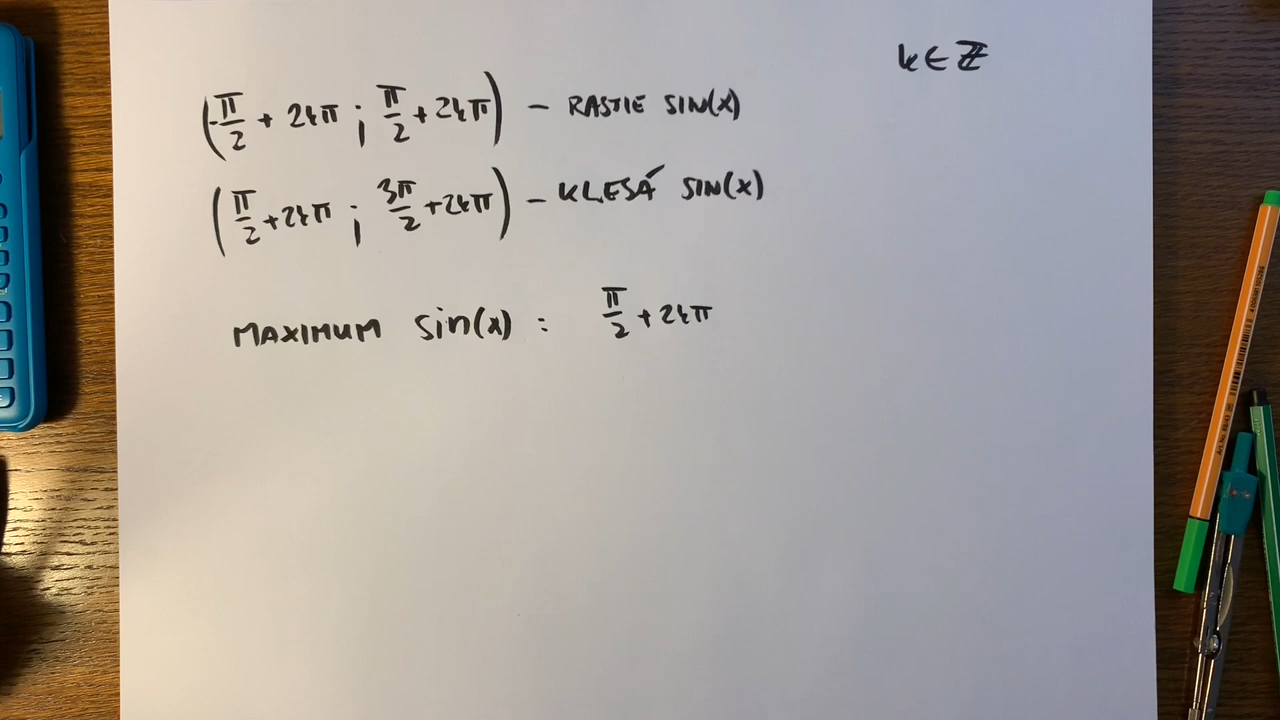 k∈ℤ
(-π/2 + 2kπ ; π/2 + 2kπ) – RASTIE SIN(X)
(π/2 + 2kπ ; 3π/2 + 2kπ) – KLESÁ SIN(X)
MAXIMUM sin(x) : π/2 + 2kπ